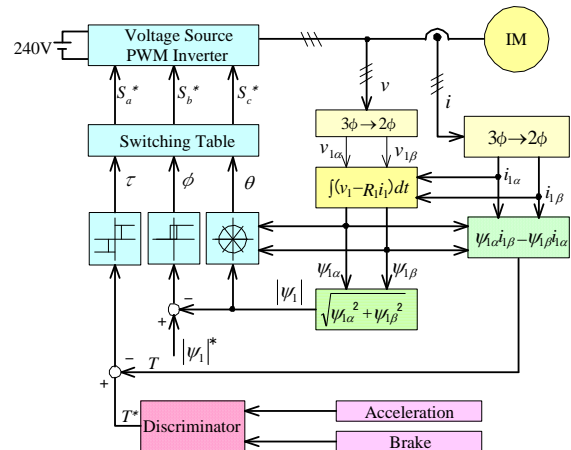 Voltage Source
PWM Inverter
240V
IM
S_a* S_b* S_c*
v
i
3ϕ→2ϕ
3ϕ→2ϕ
Switching Table
v_1α v_1β
i_1α
i_1β
τ ϕ θ
∫(v_1−R_1i_1)dt
ψ_1αi_1β−ψ_1βi_1α
ψ_1α ψ_1β
|ψ_1|
√ψ_1α²+ψ_1β²
−
+
|ψ_1|*
−
T
+
T*
Discriminator
Acceleration
Brake